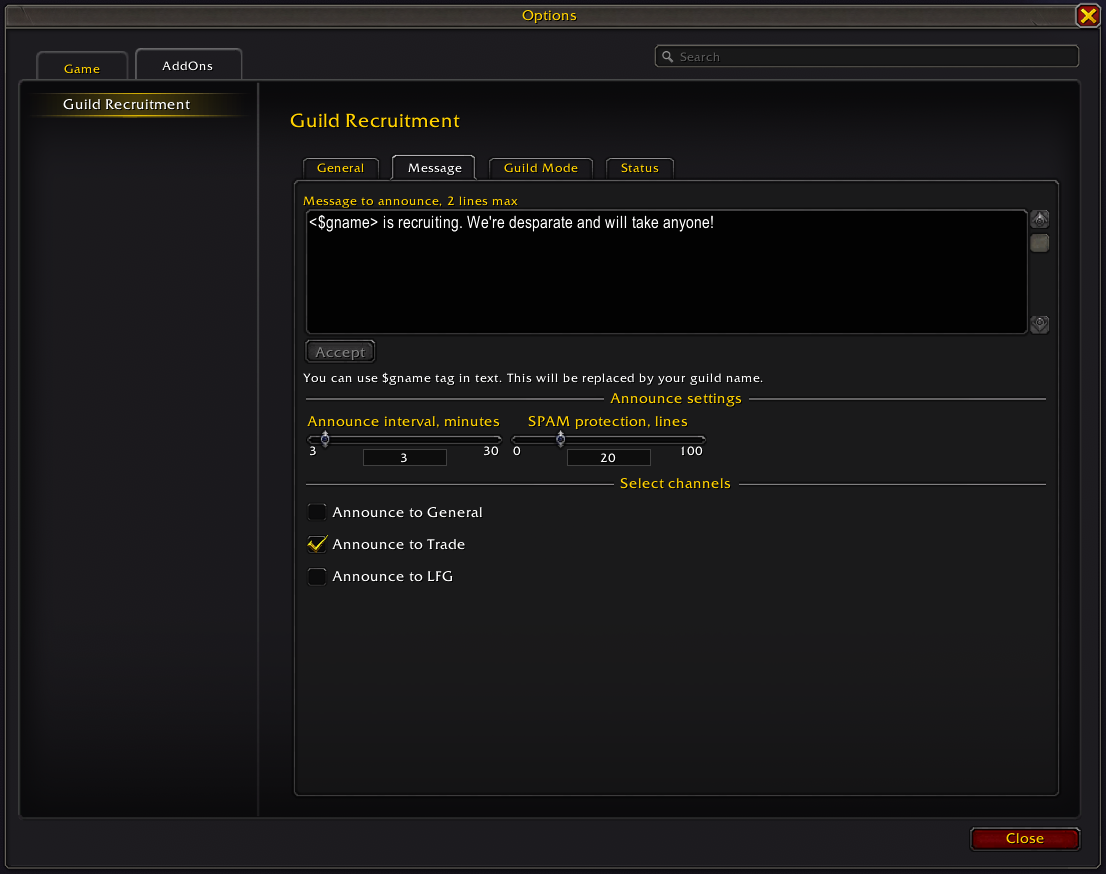 Options
Game
AddOns
Search
Guild Recruitment
Guild Recruitment
General
Message
Guild Mode
Status
Message to announce, 2 lines max
<$gname> is recruiting. We're desparate and will take anyone!
Accept
You can use $gname tag in text. This will be replaced by your guild name.
Announce settings
Announce interval, minutes
SPAM protection, lines
3
3
30
0
20
100
Select channels
Announce to General
Announce to Trade
Announce to LFG
Close